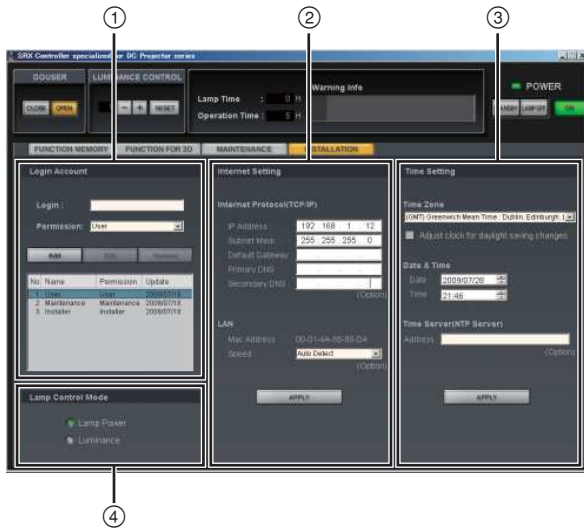 ① ② ③
SRX Controller specialized for DC Projector series
DOUSER
CLOSE OPEN
LUMINANCE CONTROL
- + RESET
Warning Info
Lamp Time : 0 H
Operation Time : 5 H
POWER
STANDBY LAMP OFF ON
FUNCTION MEMORY FUNCTION FOR 3D MAINTENANCE INSTALLATION
Login Account
Login :
Permission: User
Add Edit Remove
No Name Permission Update
1 User User 2009/07/18
2 Maintenance Maintenance 2009/07/18
3 Installer Installer 2009/07/18
Lamp Control Mode
Lamp Power
Luminance
Internet Setting
Internet Protocol(TCP/IP)
IP Address 192 . 168 . 1 . 12
Subnet Mask 255 . 255 . 255 . 0
Default Gateway
Primary DNS
Secondary DNS
(Option)
LAN
Mac Address
Speed : Auto Detect
(Option)
APPLY
Time Setting
Time Zone
(GMT) Greenwich Mean Time : Dublin, Edinburgh, L
Adjust clock for daylight saving changes
Date & Time
Date 2009/07/28
Time 21:46
Time Server(NTP Server)
Address
(Option)
APPLY
④